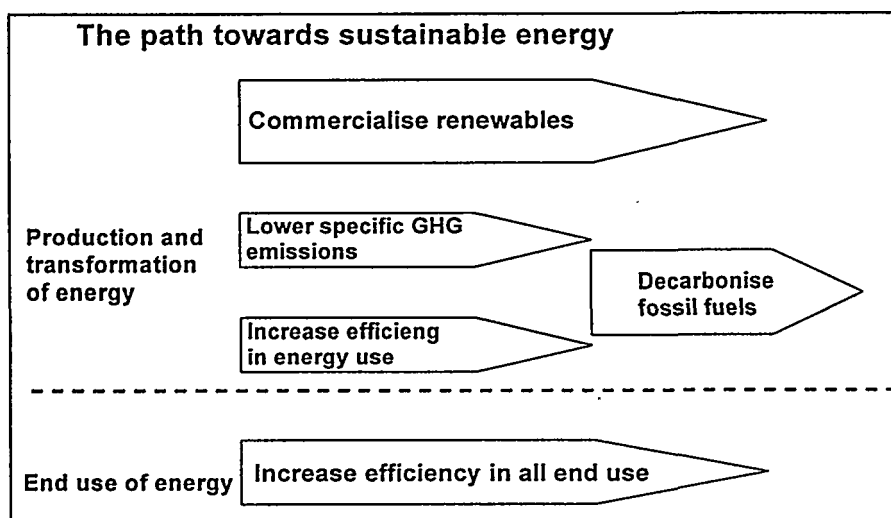 The path towards sustainable energy
Commercialise renewables
Production and
transformation
of energy
Lower specific GHG
emissions
Increase efficieng
in energy use
Decarbonise
fossil fuels
End use of energy
Increase efficiency in all end use